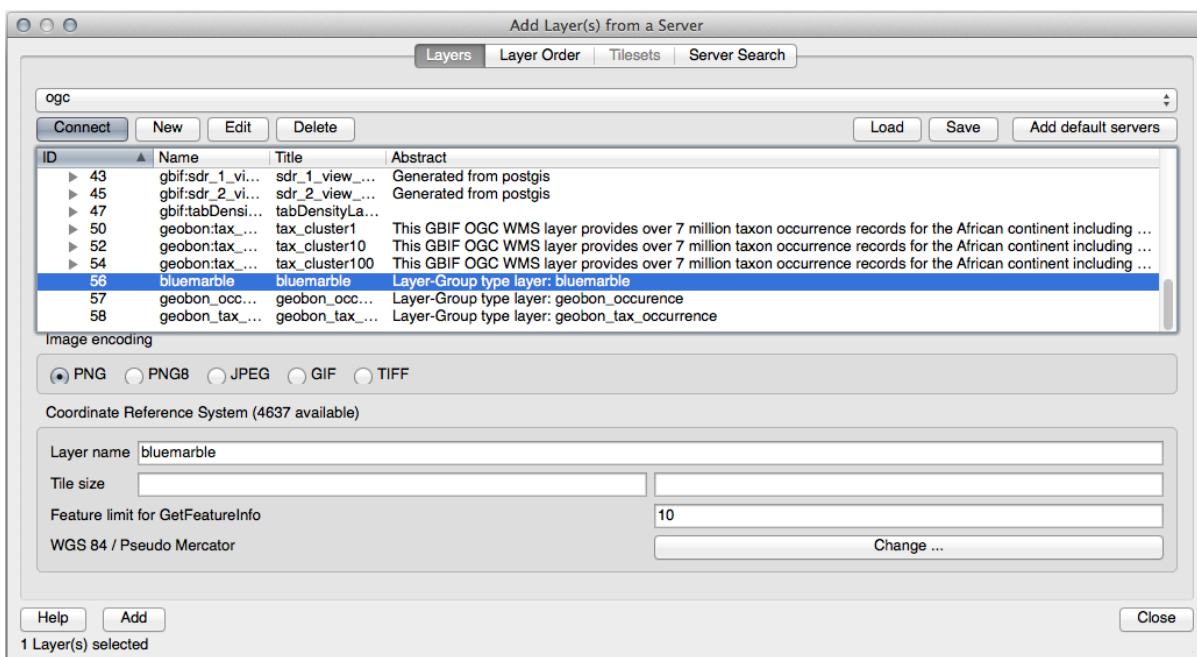 Add Layer(s) from a Server
Layers Layer Order Tilesets Server Search
ogc
Connect New Edit Delete Load Save Add default servers
ID Name Title Abstract
43 gbif:sdr_1_vi... sdr_1_view_... Generated from postgis
45 gbif:sdr_2_vi... sdr_2_view_... Generated from postgis
47 gbif:tabDensi... tabDensityLa...
50 geobon:tax_... tax_cluster1 This GBIF OGC WMS layer provides over 7 million taxon occurrence records for the African continent including ...
52 geobon:tax_... tax_cluster10 This GBIF OGC WMS layer provides over 7 million taxon occurrence records for the African continent including ...
54 geobon:tax_... tax_cluster100 This GBIF OGC WMS layer provides over 7 million taxon occurrence records for the African continent including ...
56 bluemarble bluemarble Layer-Group type layer: bluemarble
57 geobon_occ... geobon_occ... Layer-Group type layer: geobon_occurence
58 geobon_tax_... geobon_tax_... Layer-Group type layer: geobon_tax_occurrence
Image encoding
PNG PNG8 JPEG GIF TIFF
Coordinate Reference System (4637 available)
Layer name bluemarble
Tile size
Feature limit for GetFeatureInfo 10
WGS 84 / Pseudo Mercator Change ...
Help Add Close
1 Layer(s) selected